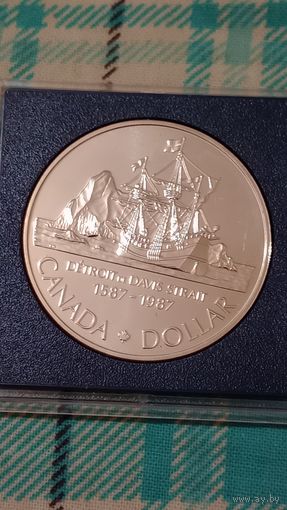 DÉTROIT DE DAVIS STRAIT
1587-1987
CANADA DOLLAR
www.ay.by